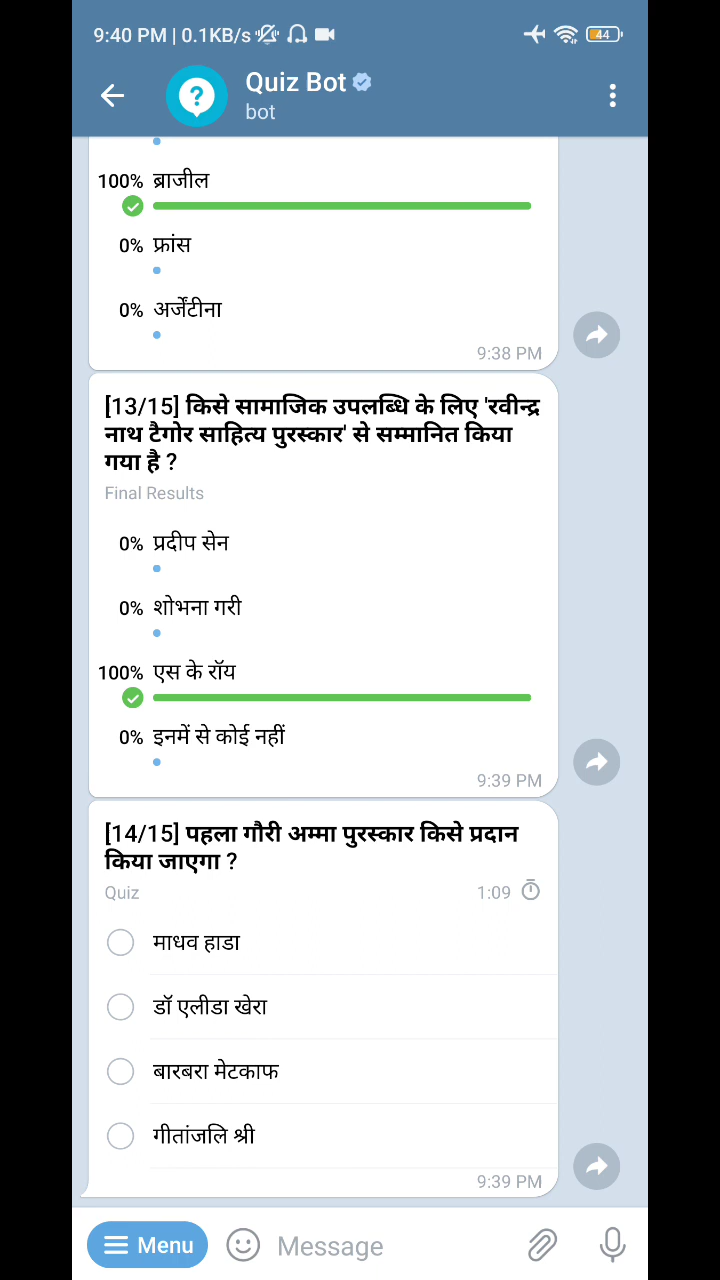 9:40 PM | 0.1KB/s
44
Quiz Bot
bot
100% ब्राजील
0% फ्रांस
0% अर्जेंटीना
9:38 PM
[13/15] किसे सामाजिक उपलब्धि के लिए 'रवीन्द्र
नाथ टैगोर साहित्य पुरस्कार' से सम्मानित किया
गया है ?
Final Results
0% प्रदीप सेन
0% शोभना गरी
100% एस के रॉय
0% इनमें से कोई नहीं
9:39 PM
[14/15] पहला गौरी अम्मा पुरस्कार किसे प्रदान
किया जाएगा ?
Quiz 1:09
माधव हाडा
डॉ एलीडा खेरा
बारबरा मेटकाफ
गीतांजलि श्री
9:39 PM
Menu Message